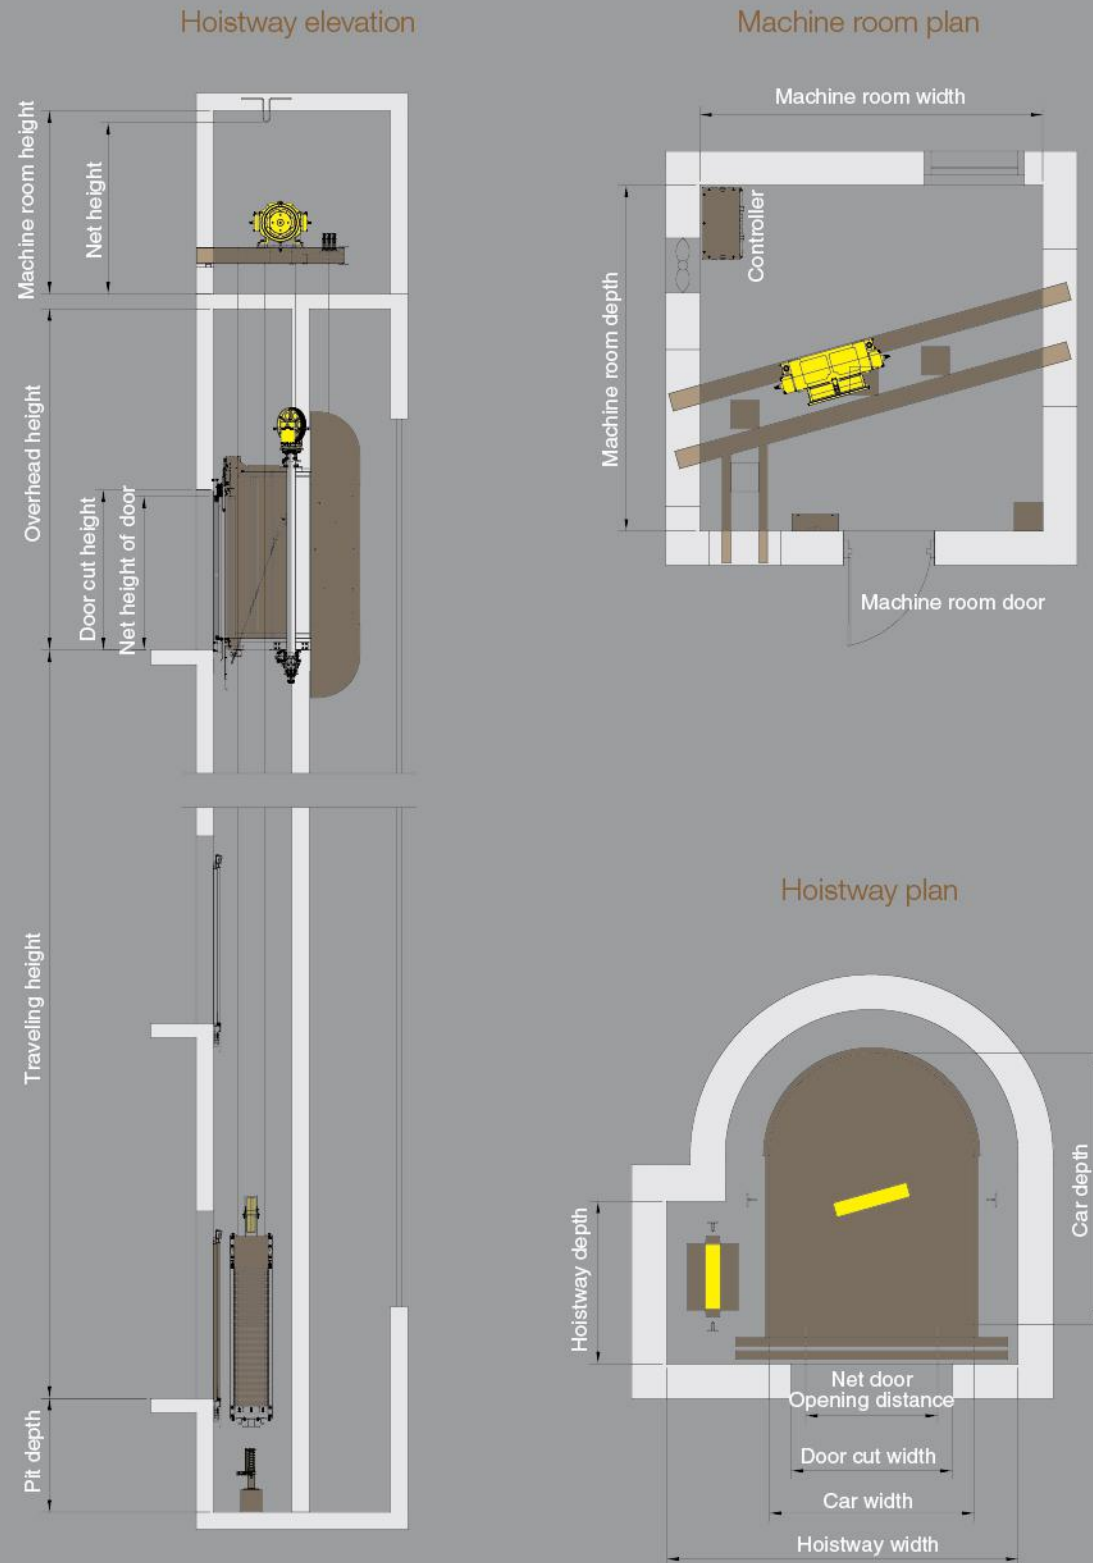 Hoistway elevation
Machine room height
Net height
Overhead height
Door cut height
Net height of door
Traveling height
Pit depth
Machine room plan
Machine room width
Controller
Machine room depth
Machine room door
Hoistway plan
Car depth
Hoistway depth
Net door
Opening distance
Door cut width
Car width
Hoistway width